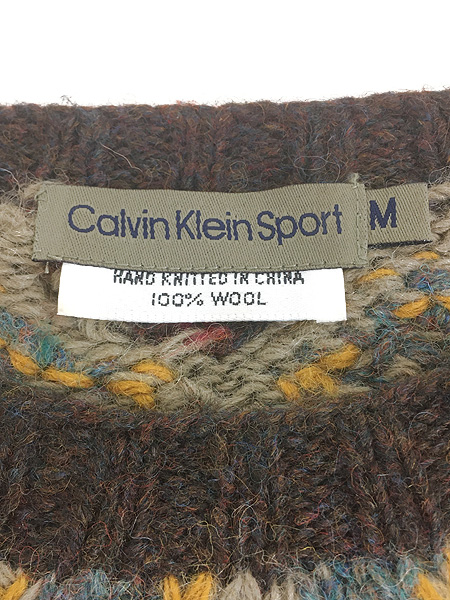 Calvin Klein Sport
M
HAND KNITTED IN CHINA
100% WOOL